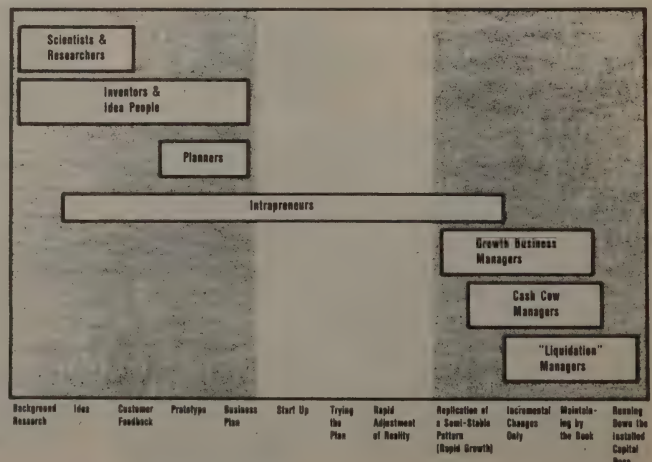 Scientists &
Researchers
Inventors &
Idea People
Planners
Intrapreneurs
Growth Business
Managers
Cash Cow
Managers
"Liquidation"
Managers
Background
Research
Idea
Customer
Feedback
Prototype
Business
Plan
Start Up
Trying
the
Plan
Rapid
Adjustment
of Reality
Replication of
a Semi-Stable
Pattern
(Rapid Growth)
Incremental
Changes
Only
Maintain-
ing by
the Book
Running
Down the
Installed
Capital
Base